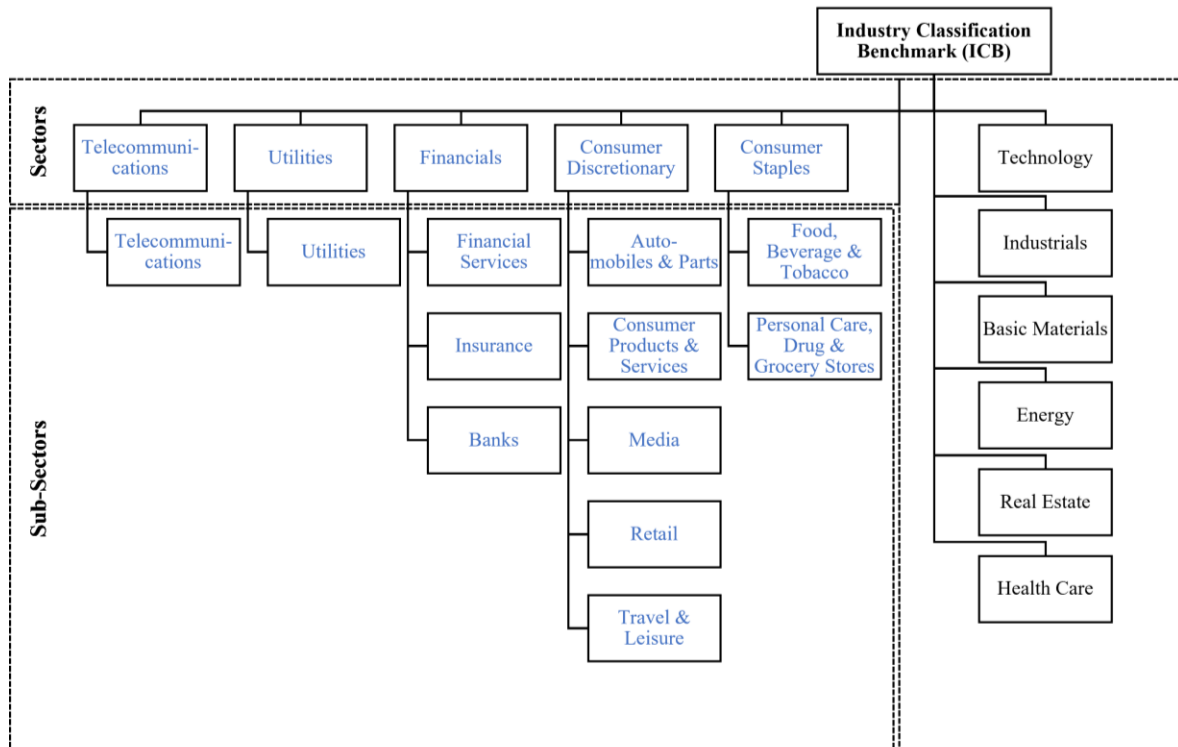 Industry Classification
Benchmark (ICB)
Sectors
Telecommuni-
cations
Utilities
Financials
Consumer
Discretionary
Consumer
Staples
Technology
Sub-Sectors
Telecommuni-
cations
Utilities
Financial
Services
Insurance
Banks
Auto-
mobiles & Parts
Consumer
Products &
Services
Media
Retail
Travel &
Leisure
Food,
Beverage &
Tobacco
Personal Care,
Drug &
Grocery Stores
Industrials
Basic Materials
Energy
Real Estate
Health Care